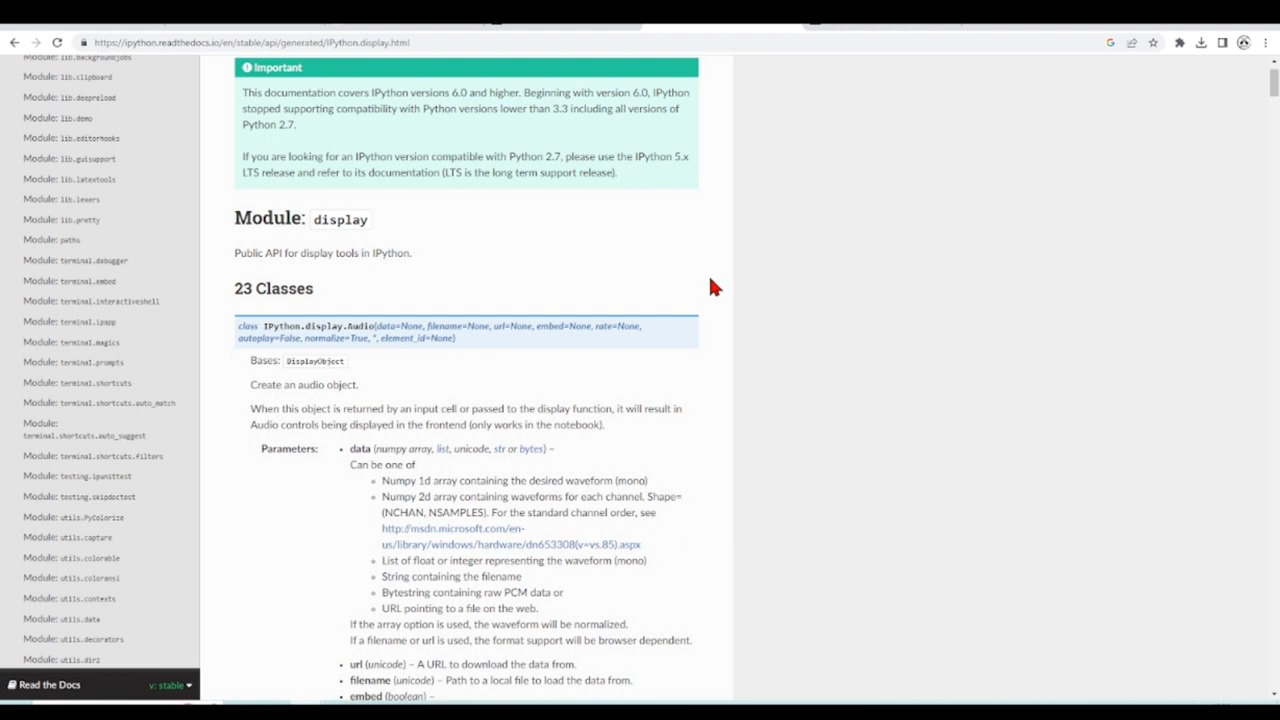 https://ipython.readthedocs.io/en/stable/api/generated/IPython.display.html
Module: lib.backgroundjobs
Module: lib.clipboard
Module: lib.deepreload
Module: lib.demo
Module: lib.editorhooks
Module: lib.guisupport
Module: lib.latextools
Module: lib.lexers
Module: lib.pretty
Module: paths
Module: terminal.debugger
Module: terminal.embed
Module: terminal.interactiveshell
Module: terminal.ipapp
Module: terminal.magics
Module: terminal.prompts
Module: terminal.shortcuts
Module: terminal.shortcuts.auto_match
Module:
terminal.shortcuts.auto_suggest
Module: terminal.shortcuts.filters
Module: testing.ipunittest
Module: testing.skipdoctest
Module: utils.PyColorize
Module: utils.capture
Module: utils.colorable
Module: utils.coloransi
Module: utils.contexts
Module: utils.data
Module: utils.decorators
Module: utils.dir2
Read the Docs v: stable
Important
This documentation covers IPython versions 6.0 and higher. Beginning with version 6.0, IPython
stopped supporting compatibility with Python versions lower than 3.3 including all versions of
Python 2.7.
If you are looking for an IPython version compatible with Python 2.7, please use the IPython 5.x
LTS release and refer to its documentation (LTS is the long term support release).
Module: display
Public API for display tools in IPython.
23 Classes
class IPython.display.Audio(data=None, filename=None, url=None, embed=None, rate=None,
autoplay=False, normalize=True, *, element_id=None)
Bases: DisplayObject
Create an audio object.
When this object is returned by an input cell or passed to the display function, it will result in
Audio controls being displayed in the frontend (only works in the notebook).
Parameters: • data (numpy array, list, unicode, str or bytes) –
Can be one of
◦ Numpy 1d array containing the desired waveform (mono)
◦ Numpy 2d array containing waveforms for each channel. Shape=
(NCHAN, NSAMPLES). For the standard channel order, see
http://msdn.microsoft.com/en-
us/library/windows/hardware/dn653308(v=vs.85).aspx
◦ List of float or integer representing the waveform (mono)
◦ String containing the filename
◦ Bytestring containing raw PCM data or
◦ URL pointing to a file on the web.
If the array option is used, the waveform will be normalized.
If a filename or url is used, the format support will be browser dependent.
• url (unicode) – A URL to download the data from.
• filename (unicode) – Path to a local file to load the data from.
• embed (boolean) –